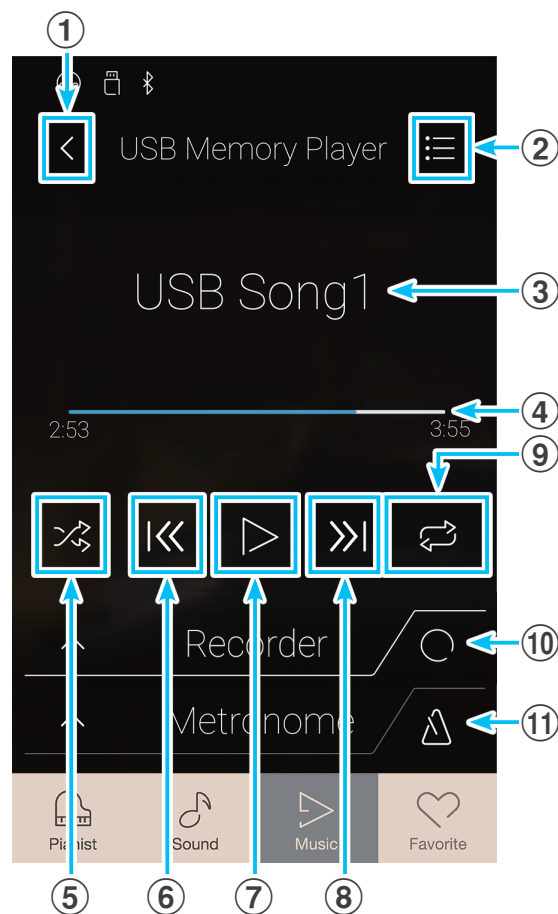 ①
USB Memory Player
②
USB Song1
③
④
2:53
3:55
⑨
Recorder
⑩
Metronome
⑪
Pianist
Sound
Music
Favorite
⑤
⑥
⑦
⑧